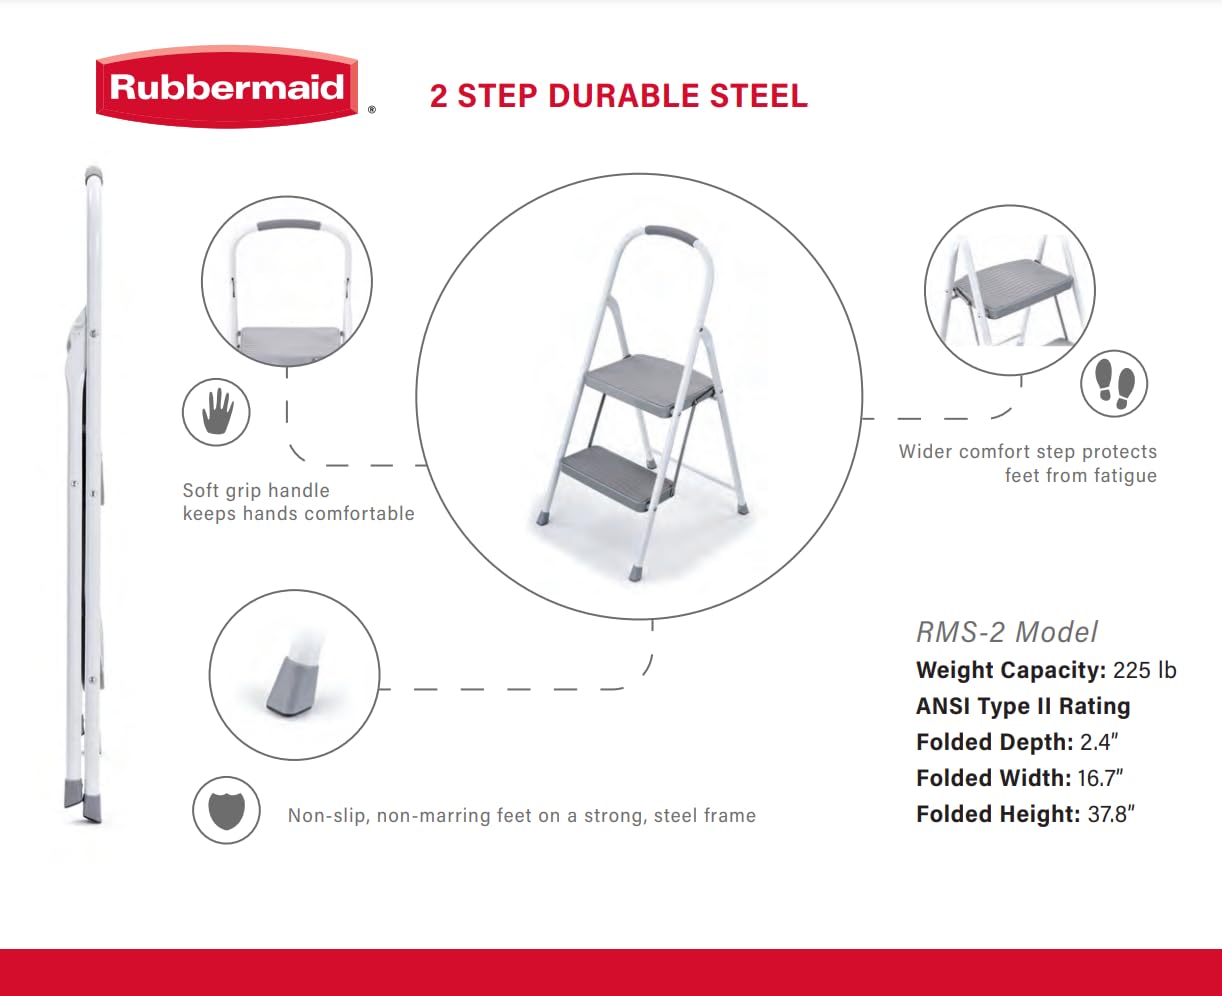 Rubbermaid®
2 STEP DURABLE STEEL
Soft grip handle
keeps hands comfortable
Wider comfort step protects
feet from fatigue
Non-slip, non-marring feet on a strong, steel frame
RMS-2 Model
Weight Capacity: 225 lb
ANSI Type II Rating
Folded Depth: 2.4"
Folded Width: 16.7"
Folded Height: 37.8"